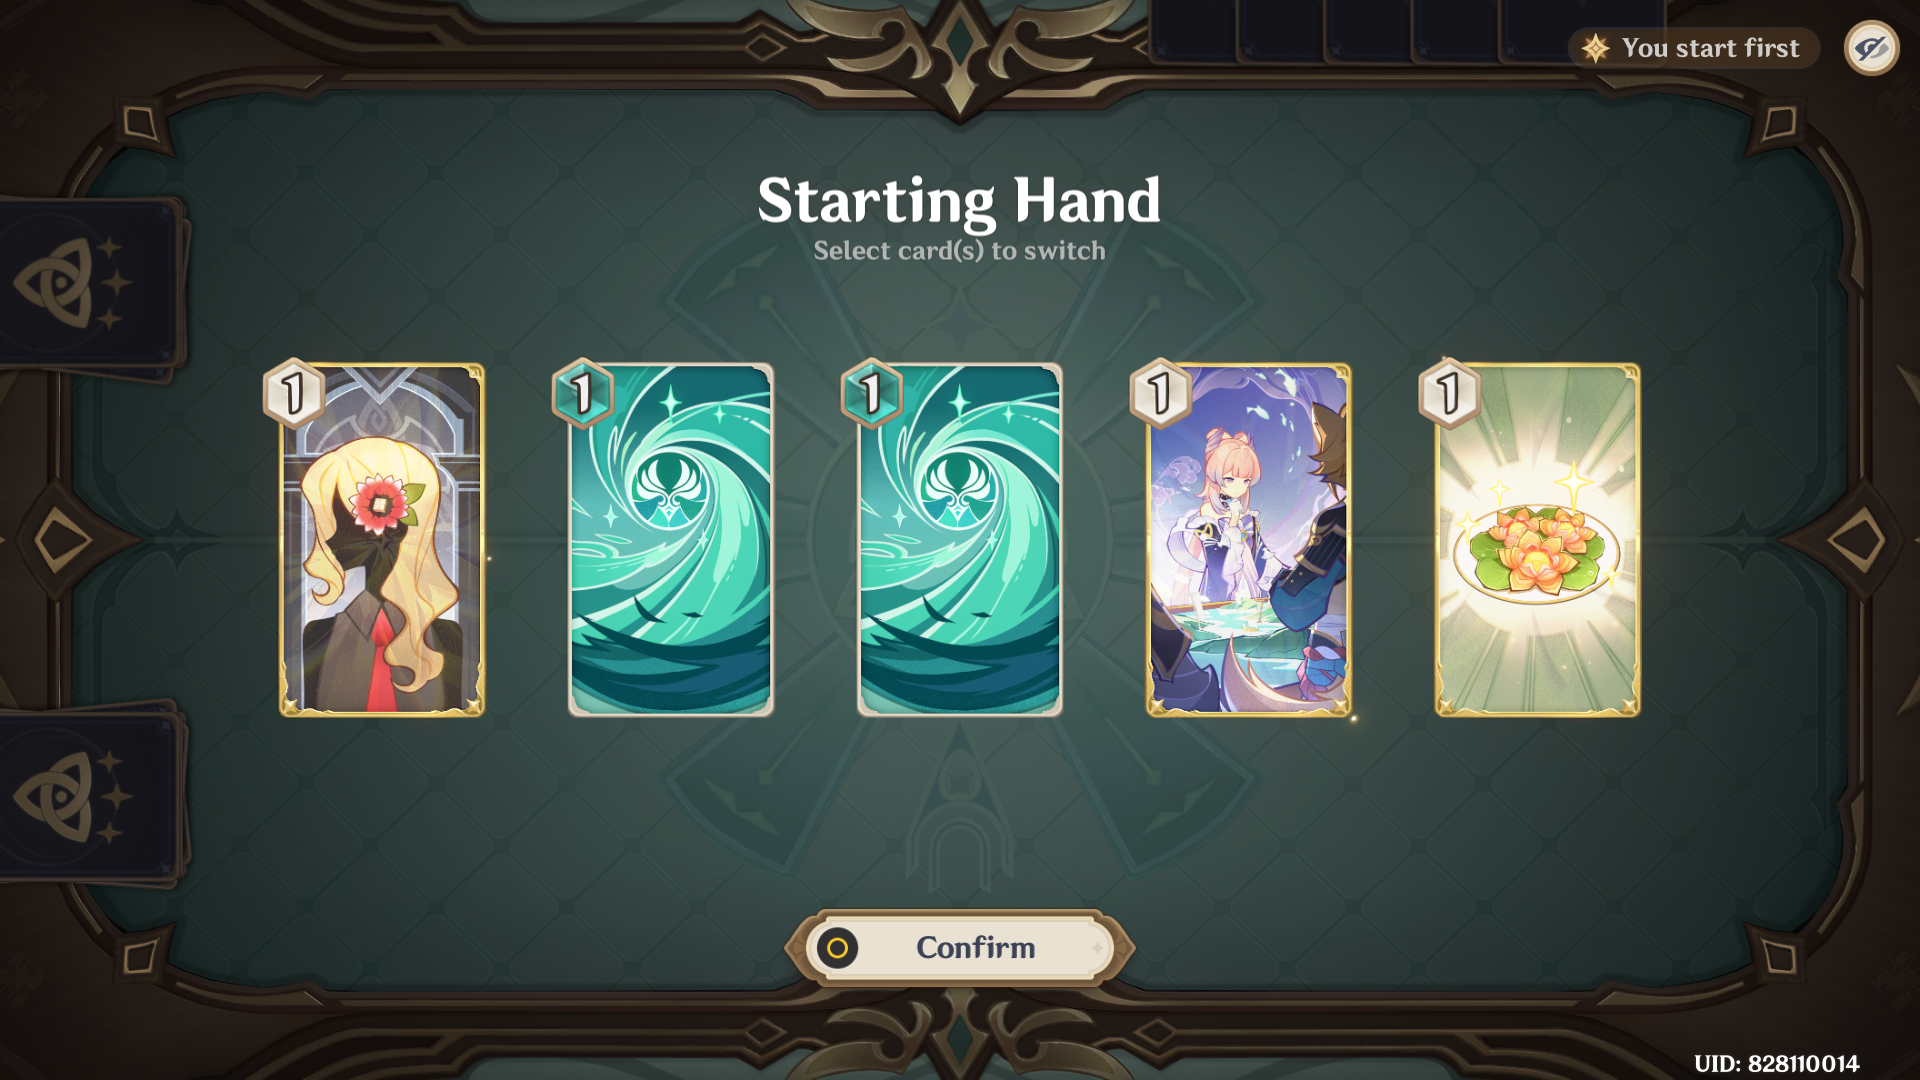 You start first
Starting Hand
Select card(s) to switch
1
1
1
1
1
Confirm
UID: 828110014